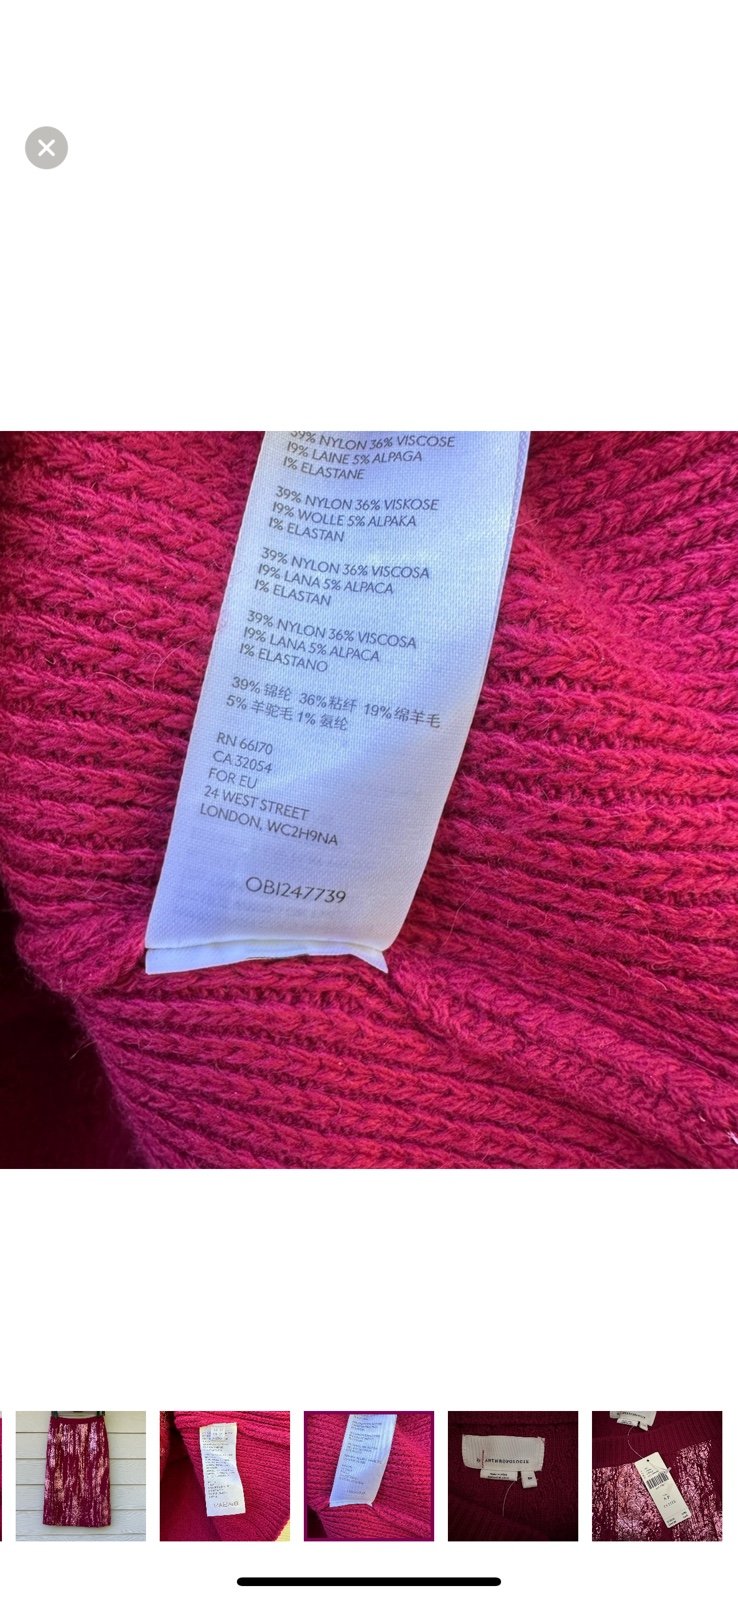 39% NYLON 36% VISCOSE
19% LAINE 5% ALPAGA
1% ELASTANE
39% NYLON 36% VISKOSE
19% WOLLE 5% ALPAKA
1% ELASTAN
39% NYLON 36% VISCOSA
19% LANA 5% ALPACA
1% ELASTAN
39% NYLON 36% VISCOSA
19% LANA 5% ALPACA
1% ELASTANO
39% 锦纶 36% 粘纤 19% 绵羊毛
5% 羊驼毛 1% 氨纶
RN 66170
CA 32054
FOR EU
24 WEST STREET
LONDON, WC2H9NA
OB1247739
ANTHROPOLOGIE